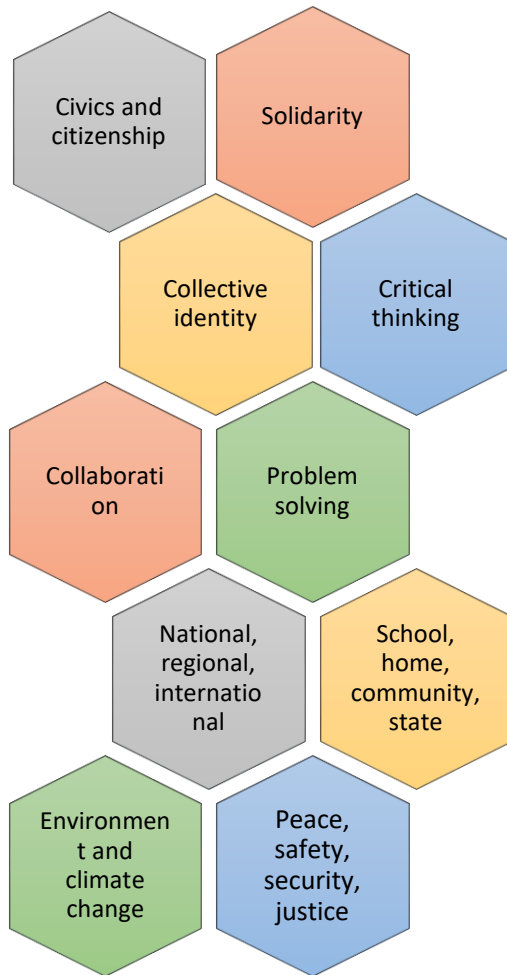 Civics and
citizenship
Solidarity
Collective
identity
Critical
thinking
Collaborati
on
Problem
solving
National,
regional,
internatio
nal
School,
home,
community,
state
Environmen
t and
climate
change
Peace,
safety,
security,
justice